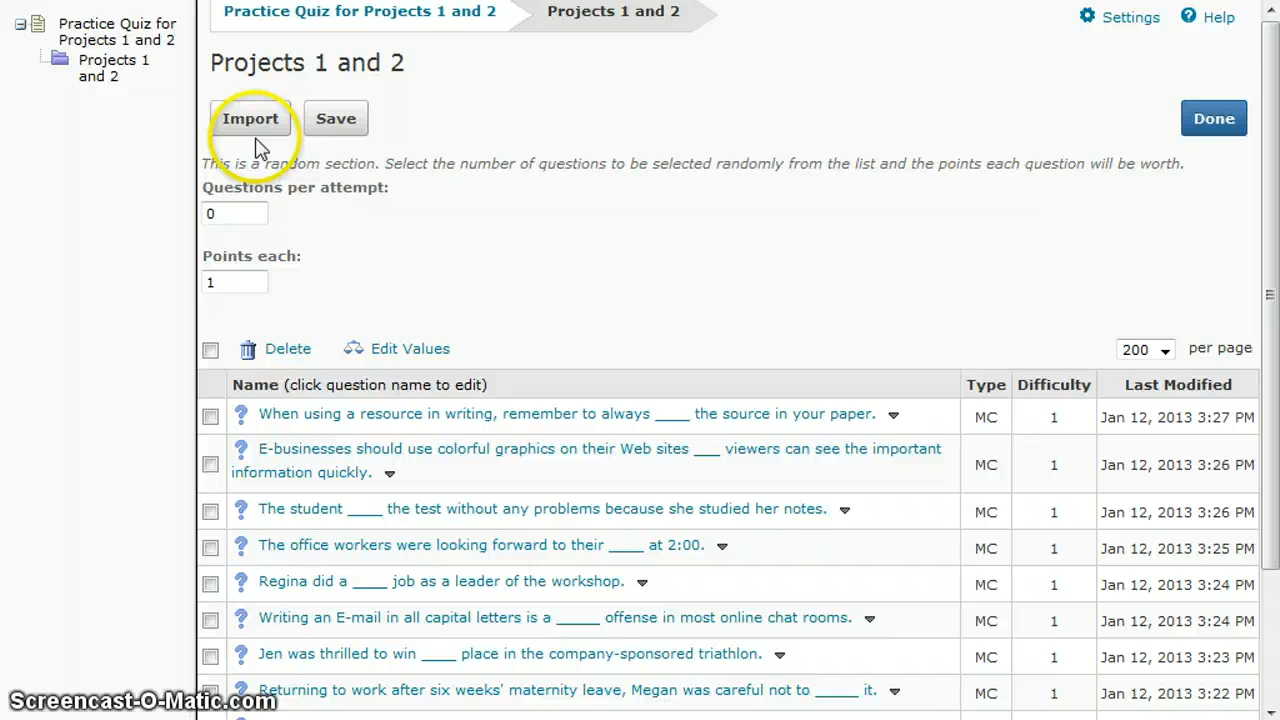 Practice Quiz for
Projects 1 and 2
Projects 1
and 2
Practice Quiz for Projects 1 and 2
Projects 1 and 2
Settings
Help
Projects 1 and 2
Import
Save
Done
This is a random section. Select the number of questions to be selected randomly from the list and the points each question will be worth.
Questions per attempt:
0
Points each:
1
Delete
Edit Values
200
per page
Name (click question name to edit)
Type
Difficulty
Last Modified
When using a resource in writing, remember to always ____ the source in your paper.
MC
1
Jan 12, 2013 3:27 PM
E-businesses should use colorful graphics on their Web sites ___ viewers can see the important
information quickly.
MC
1
Jan 12, 2013 3:26 PM
The student ____ the test without any problems because she studied her notes.
MC
1
Jan 12, 2013 3:26 PM
The office workers were looking forward to their ____ at 2:00.
MC
1
Jan 12, 2013 3:25 PM
Regina did a ____ job as a leader of the workshop.
MC
1
Jan 12, 2013 3:24 PM
Writing an E-mail in all capital letters is a _____ offense in most online chat rooms.
MC
1
Jan 12, 2013 3:24 PM
Jen was thrilled to win ____ place in the company-sponsored triathlon.
MC
1
Jan 12, 2013 3:23 PM
Returning to work after six weeks' maternity leave, Megan was careful not to _____ it.
MC
1
Jan 12, 2013 3:22 PM
Screencast-O-Matic.com